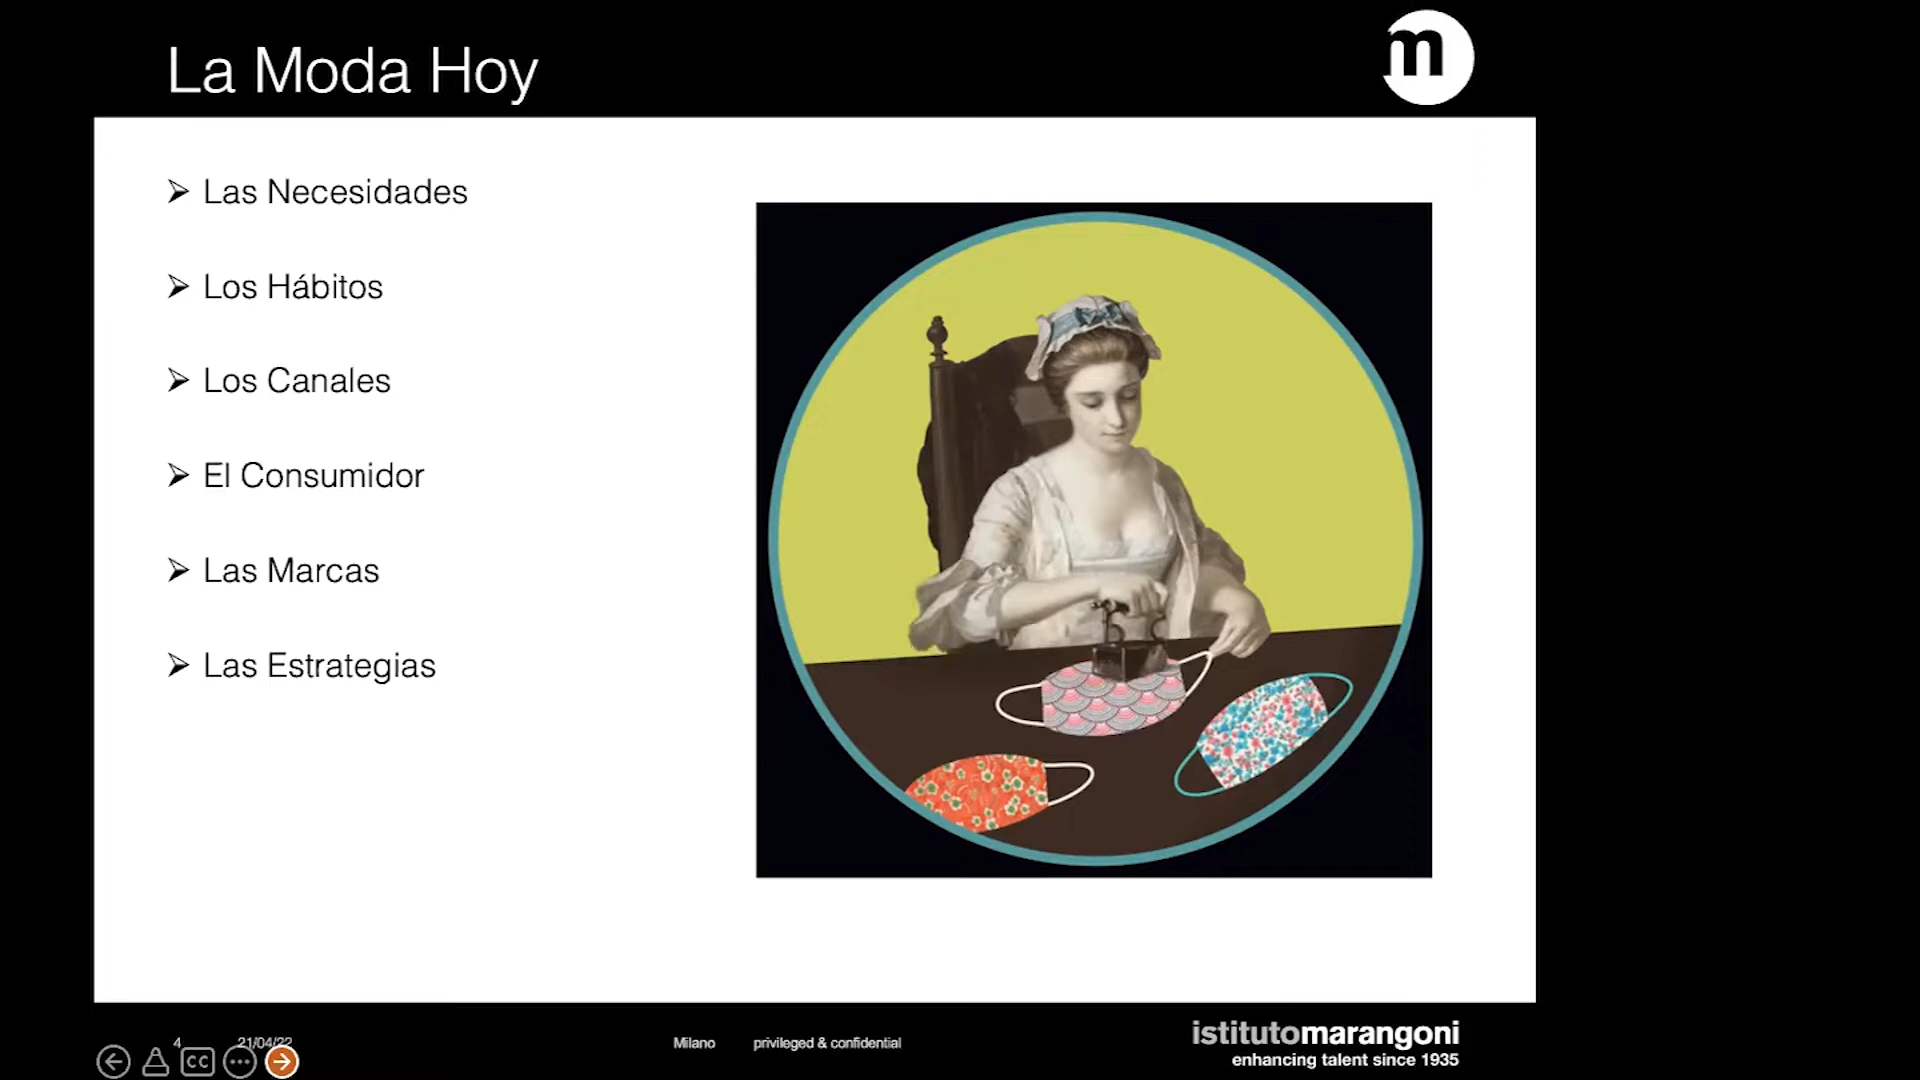 La Moda Hoy
m
Las Necesidades
Los Hábitos
Los Canales
El Consumidor
Las Marcas
Las Estrategias
4
21/04/22
Milano
privileged & confidential
istitutomarangoni
enhancing talent since 1935
CC